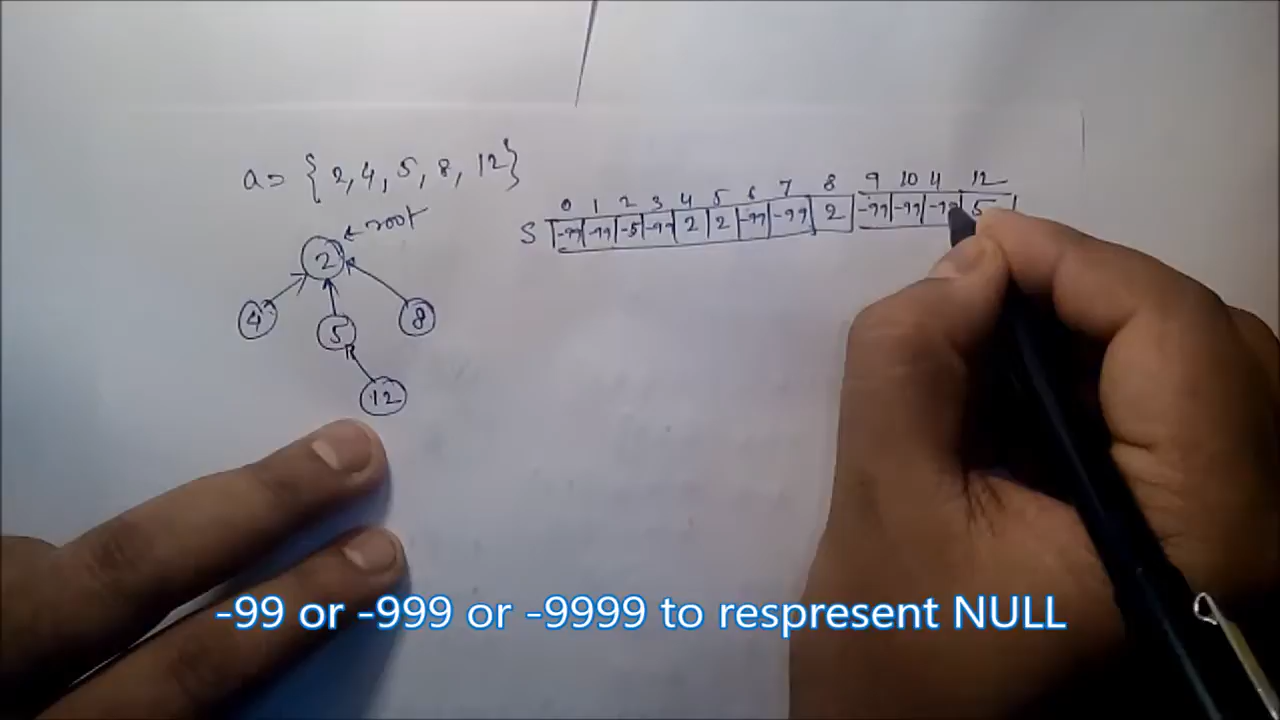 a = { 2, 4, 5, 8, 12}
← root
2
4 5 8
12
0 1 2 3 4 5 6 7 8 9 10 11 12
S -99 -99 -5 -99 2 2 -99 -99 2 -99 -99 -99 5
-99 or -999 or -9999 to respresent NULL